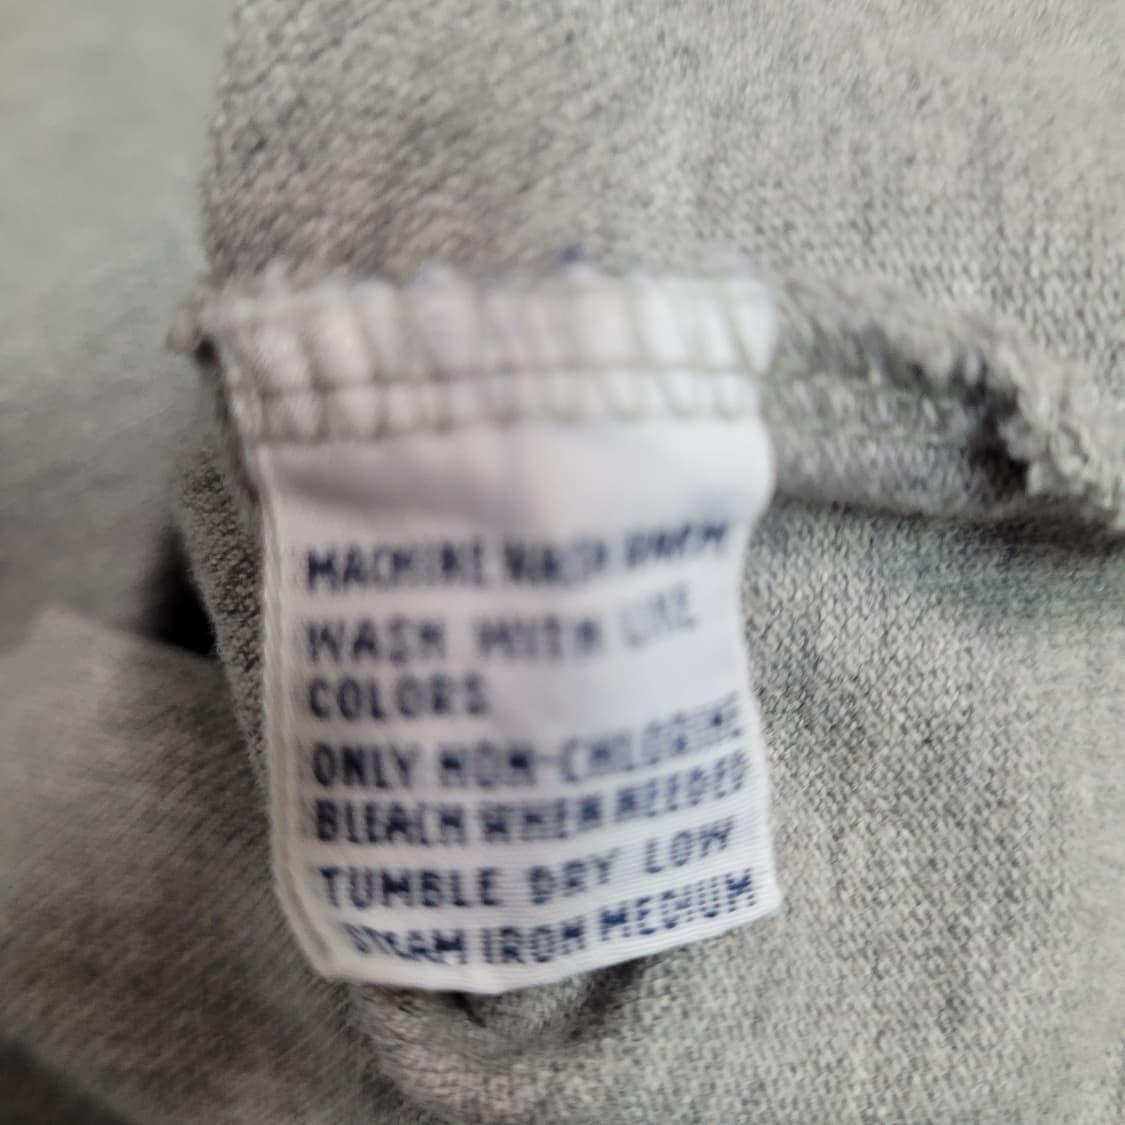 MACHINE WASH WARM
WASH WITH LIKE
COLORS
ONLY NON-CHLORINE
BLEACH WHEN NEEDED
TUMBLE DRY LOW
STEAM IRON MEDIUM